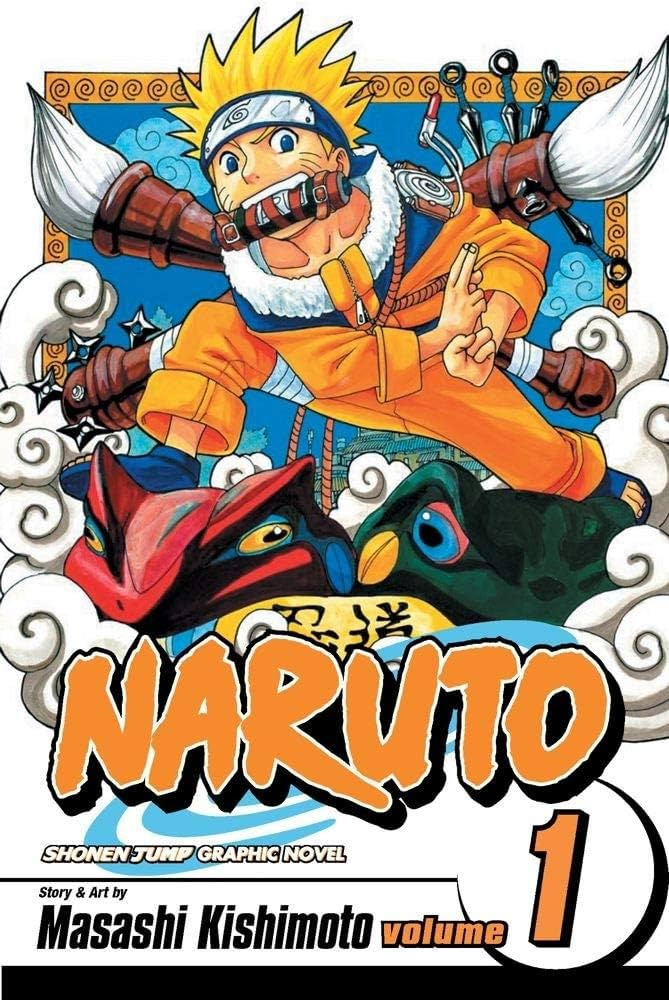 NARUTO
SHONEN JUMP GRAPHIC NOVEL
1
Story & Art by
Masashi Kishimoto volume